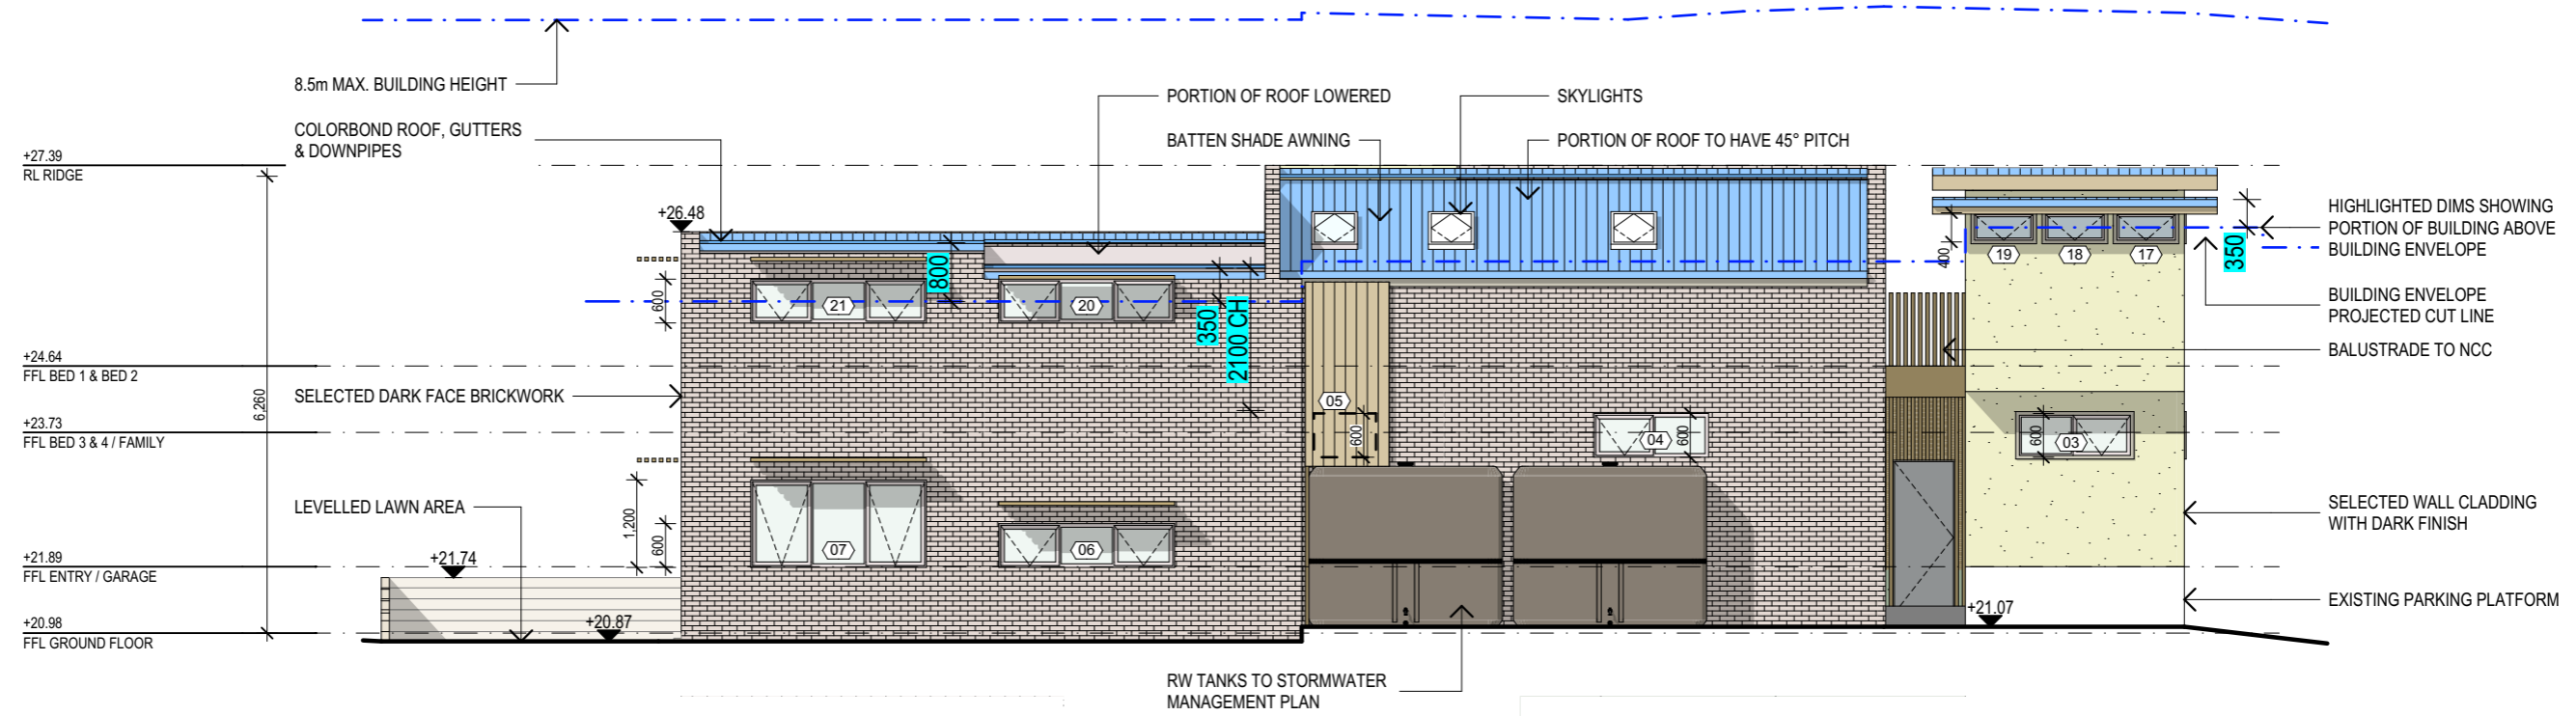 8.5m MAX. BUILDING HEIGHT
COLORBOND ROOF, GUTTERS
& DOWNPIPES
PORTION OF ROOF LOWERED
BATTEN SHADE AWNING
SKYLIGHTS
PORTION OF ROOF TO HAVE 45° PITCH
+27.39
RL RIDGE
+26.48
HIGHLIGHTED DIMS SHOWING
PORTION OF BUILDING ABOVE
BUILDING ENVELOPE
350
400
19
18
17
800
600
21
20
350
2100 CH
BUILDING ENVELOPE
PROJECTED CUT LINE
BALUSTRADE TO NCC
+24.64
FFL BED 1 & BED 2
6,260
SELECTED DARK FACE BRICKWORK
05
600
04
600
600
03
+23.73
FFL BED 3 & 4 / FAMILY
LEVELLED LAWN AREA
1,200
600
07
06
SELECTED WALL CLADDING
WITH DARK FINISH
+21.89
FFL ENTRY / GARAGE
+21.74
+20.87
+21.07
EXISTING PARKING PLATFORM
+20.98
FFL GROUND FLOOR
RW TANKS TO STORMWATER
MANAGEMENT PLAN